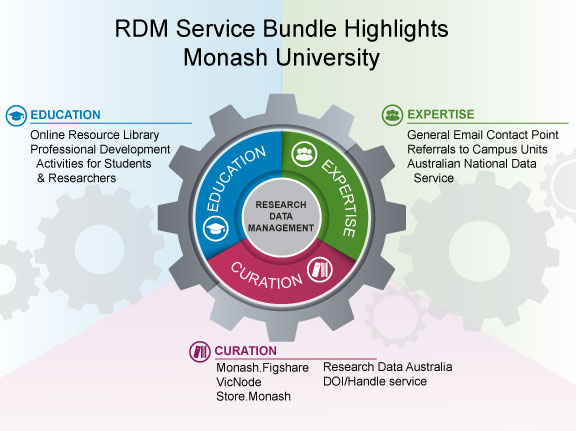 RDM Service Bundle Highlights
Monash University
EDUCATION
Online Resource Library
Professional Development
Activities for Students
& Researchers
EXPERTISE
General Email Contact Point
Referrals to Campus Units
Australian National Data
Service
EDUCATION
EXPERTISE
RESEARCH
DATA
MANAGEMENT
CURATION
CURATION
Monash.Figshare
VicNode
Store.Monash
Research Data Australia
DOI/Handle service